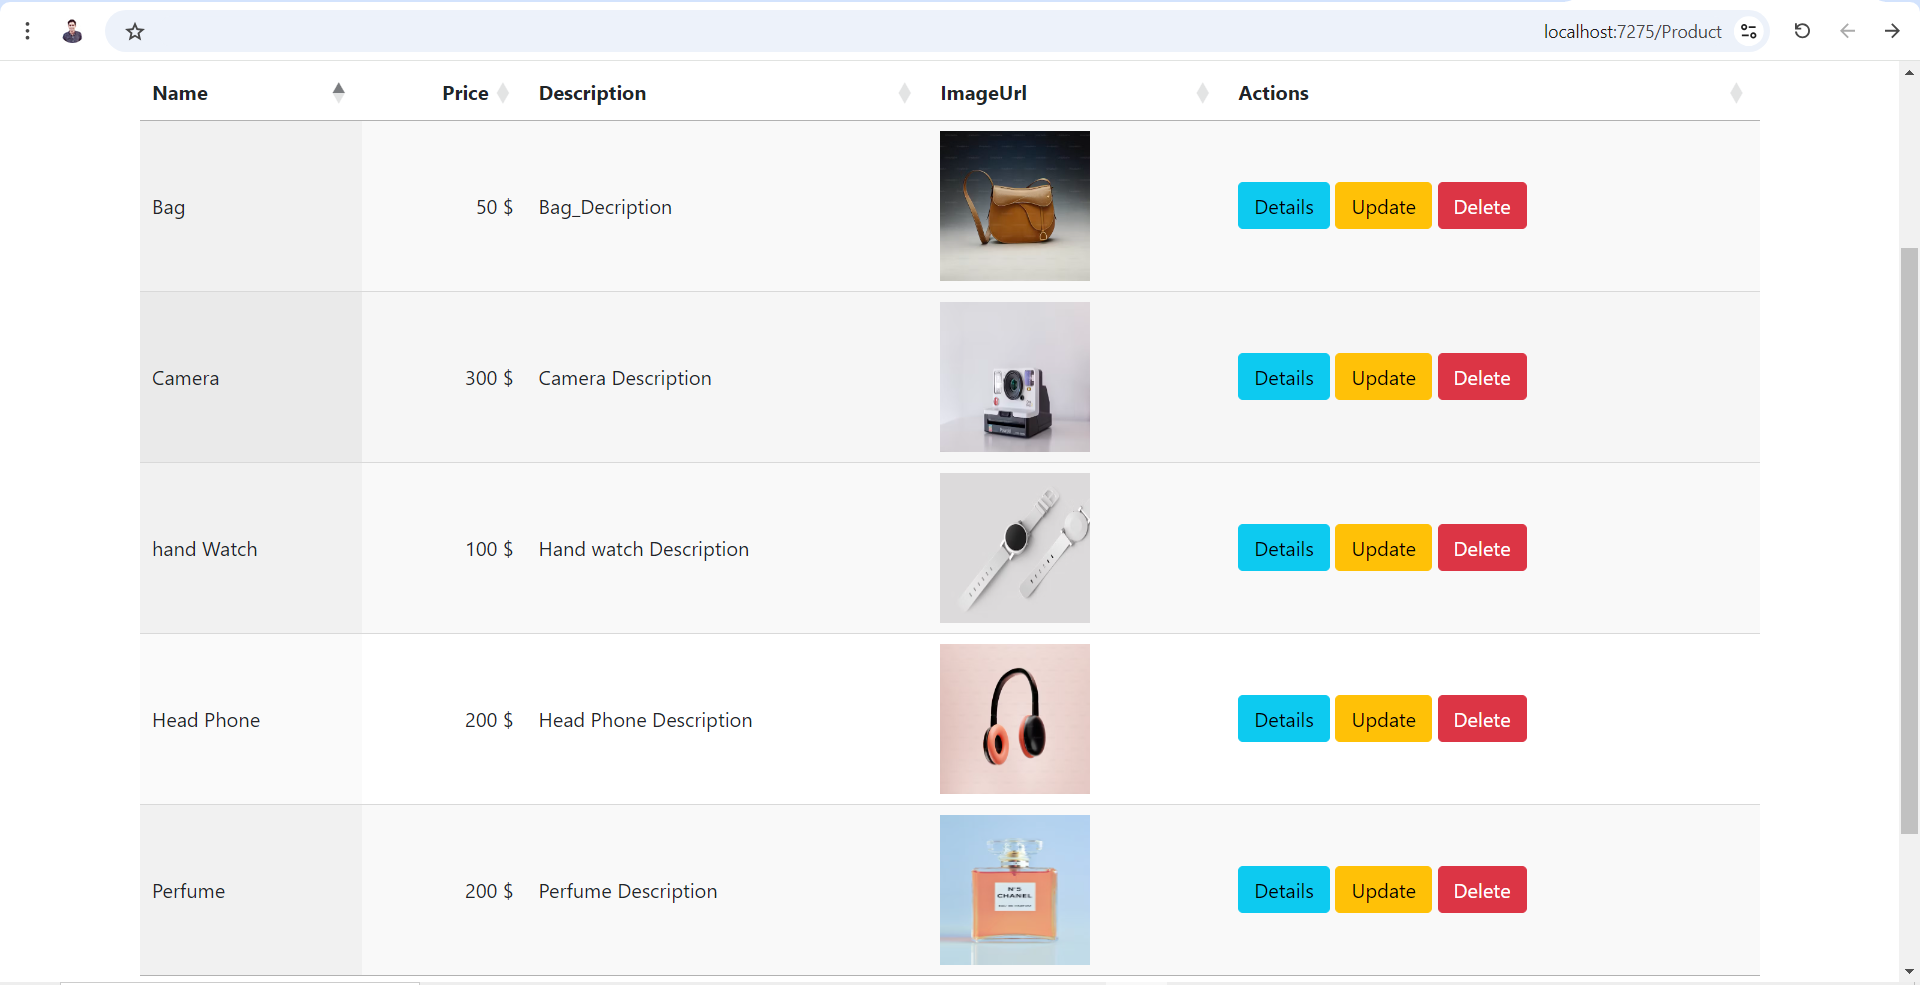 localhost:7275/Product
Name Price Description ImageUrl Actions
Bag 50 $ Bag_Decription Details Update Delete
Camera 300 $ Camera Description Details Update Delete
hand Watch 100 $ Hand watch Description Details Update Delete
Head Phone 200 $ Head Phone Description Details Update Delete
Perfume 200 $ Perfume Description Details Update Delete
N°5
CHANEL